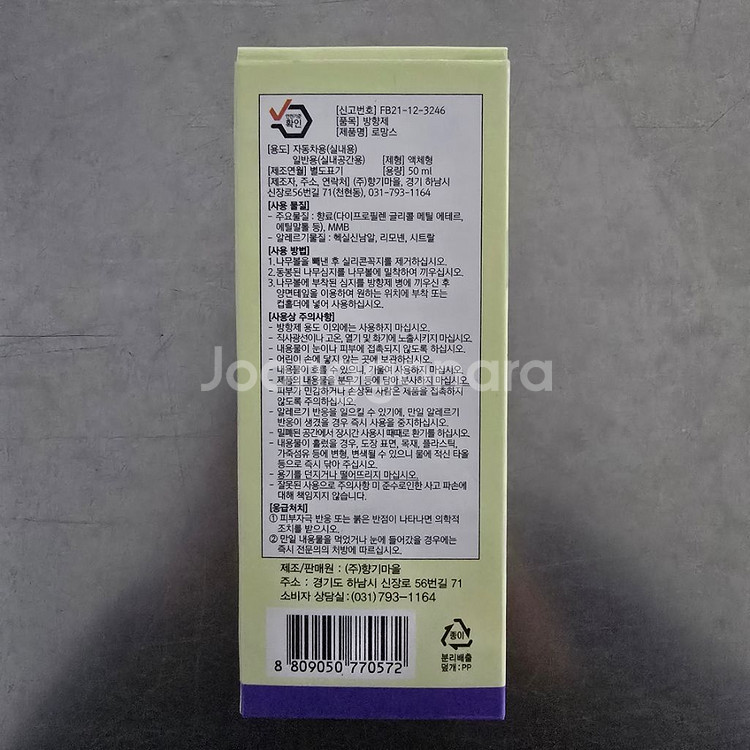 안전기준
확인
[신고번호] FB21-12-3246
[품목] 방향제
[제품명] 로망스
[용도] 자동차용(실내용)
일반용(실내공간용) [제형] 액체형
[제조연월] 별도표기 [용량] 50 ml
[제조자, 주소, 연락처] (주)향기마을, 경기 하남시
신장로56번길 71(천현동), 031-793-1164
[사용 물질]
- 주요물질 : 향료(다이프로필렌 글리콜 메틸 에테르,
에틸말톨 등), MMB
- 알레르기물질 : 헥실신남알, 리모넨, 시트랄
[사용 방법]
1. 나무볼을 빼낸 후 실리콘꼭지를 제거하십시오.
2. 동봉된 나무심지를 나무볼에 밀착하여 끼우십시오.
3. 나무볼에 부착된 심지를 방향제 병에 끼우신 후
양면테잎을 이용하여 원하는 위치에 부착 또는
컵홀더에 넣어 사용하십시오.
[사용상 주의사항]
- 방향제 용도 이외에는 사용하지 마십시오.
- 직사광선이나 고온, 열기 및 화기에 노출시키지 마십시오.
- 내용물이 눈이나 피부에 접촉되지 않도록 하십시오.
- 어린이 손에 닿지 않는 곳에 보관하십시오.
- 내용물이 흐를 수 있으니, 기울여 사용하지 마십시오.
- 제품의 내용물을 분무기 등에 담아 분사하지 마십시오.
- 피부가 민감하거나 손상된 사람은 제품을 접촉하지
않도록 주의하십시오.
- 알레르기 반응을 일으킬 수 있기에, 만일 알레르기
반응이 생겼을 경우 즉시 사용을 중지하십시오.
- 밀폐된 공간에서 장시간 사용시 때때로 환기를 하십시오.
- 내용물이 흘렀을 경우, 도장 표면, 목재, 플라스틱,
가죽섬유 등에 변형, 변색될 수 있으니 물에 적신 타올
등으로 즉시 닦아 주십시오.
- 용기를 던지거나 떨어뜨리지 마십시오.
- 잘못된 사용으로 주의사항 미 준수로인한 사고 파손에
대해 책임지지 않습니다.
[응급처치]
① 피부자극 반응 또는 붉은 반점이 나타나면 의학적
조치를 받으시오.
② 만일 내용물을 먹었거나 눈에 들어갔을 경우에는
즉시 전문의의 처방에 따르십시오.
제조/판매원 : (주)향기마을
주소 : 경기도 하남시 신장로 56번길 71
소비자 상담실:(031) 793-1164
8 809050 770572
종이
분리배출
덮개:PP